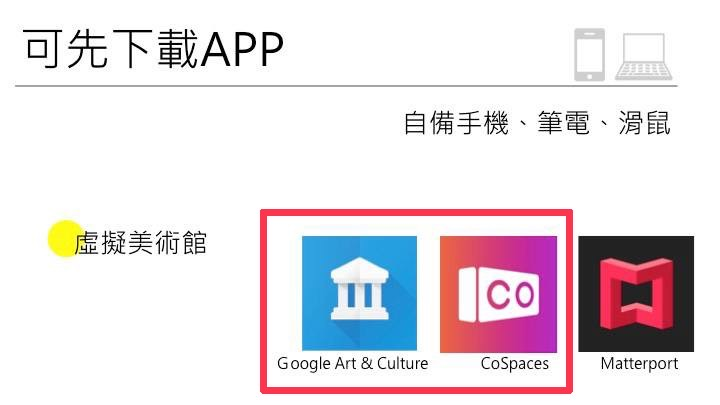 可先下載APP
自備手機、筆電、滑鼠
虛擬美術館
CO
Google Art & Culture
CoSpaces
Matterport